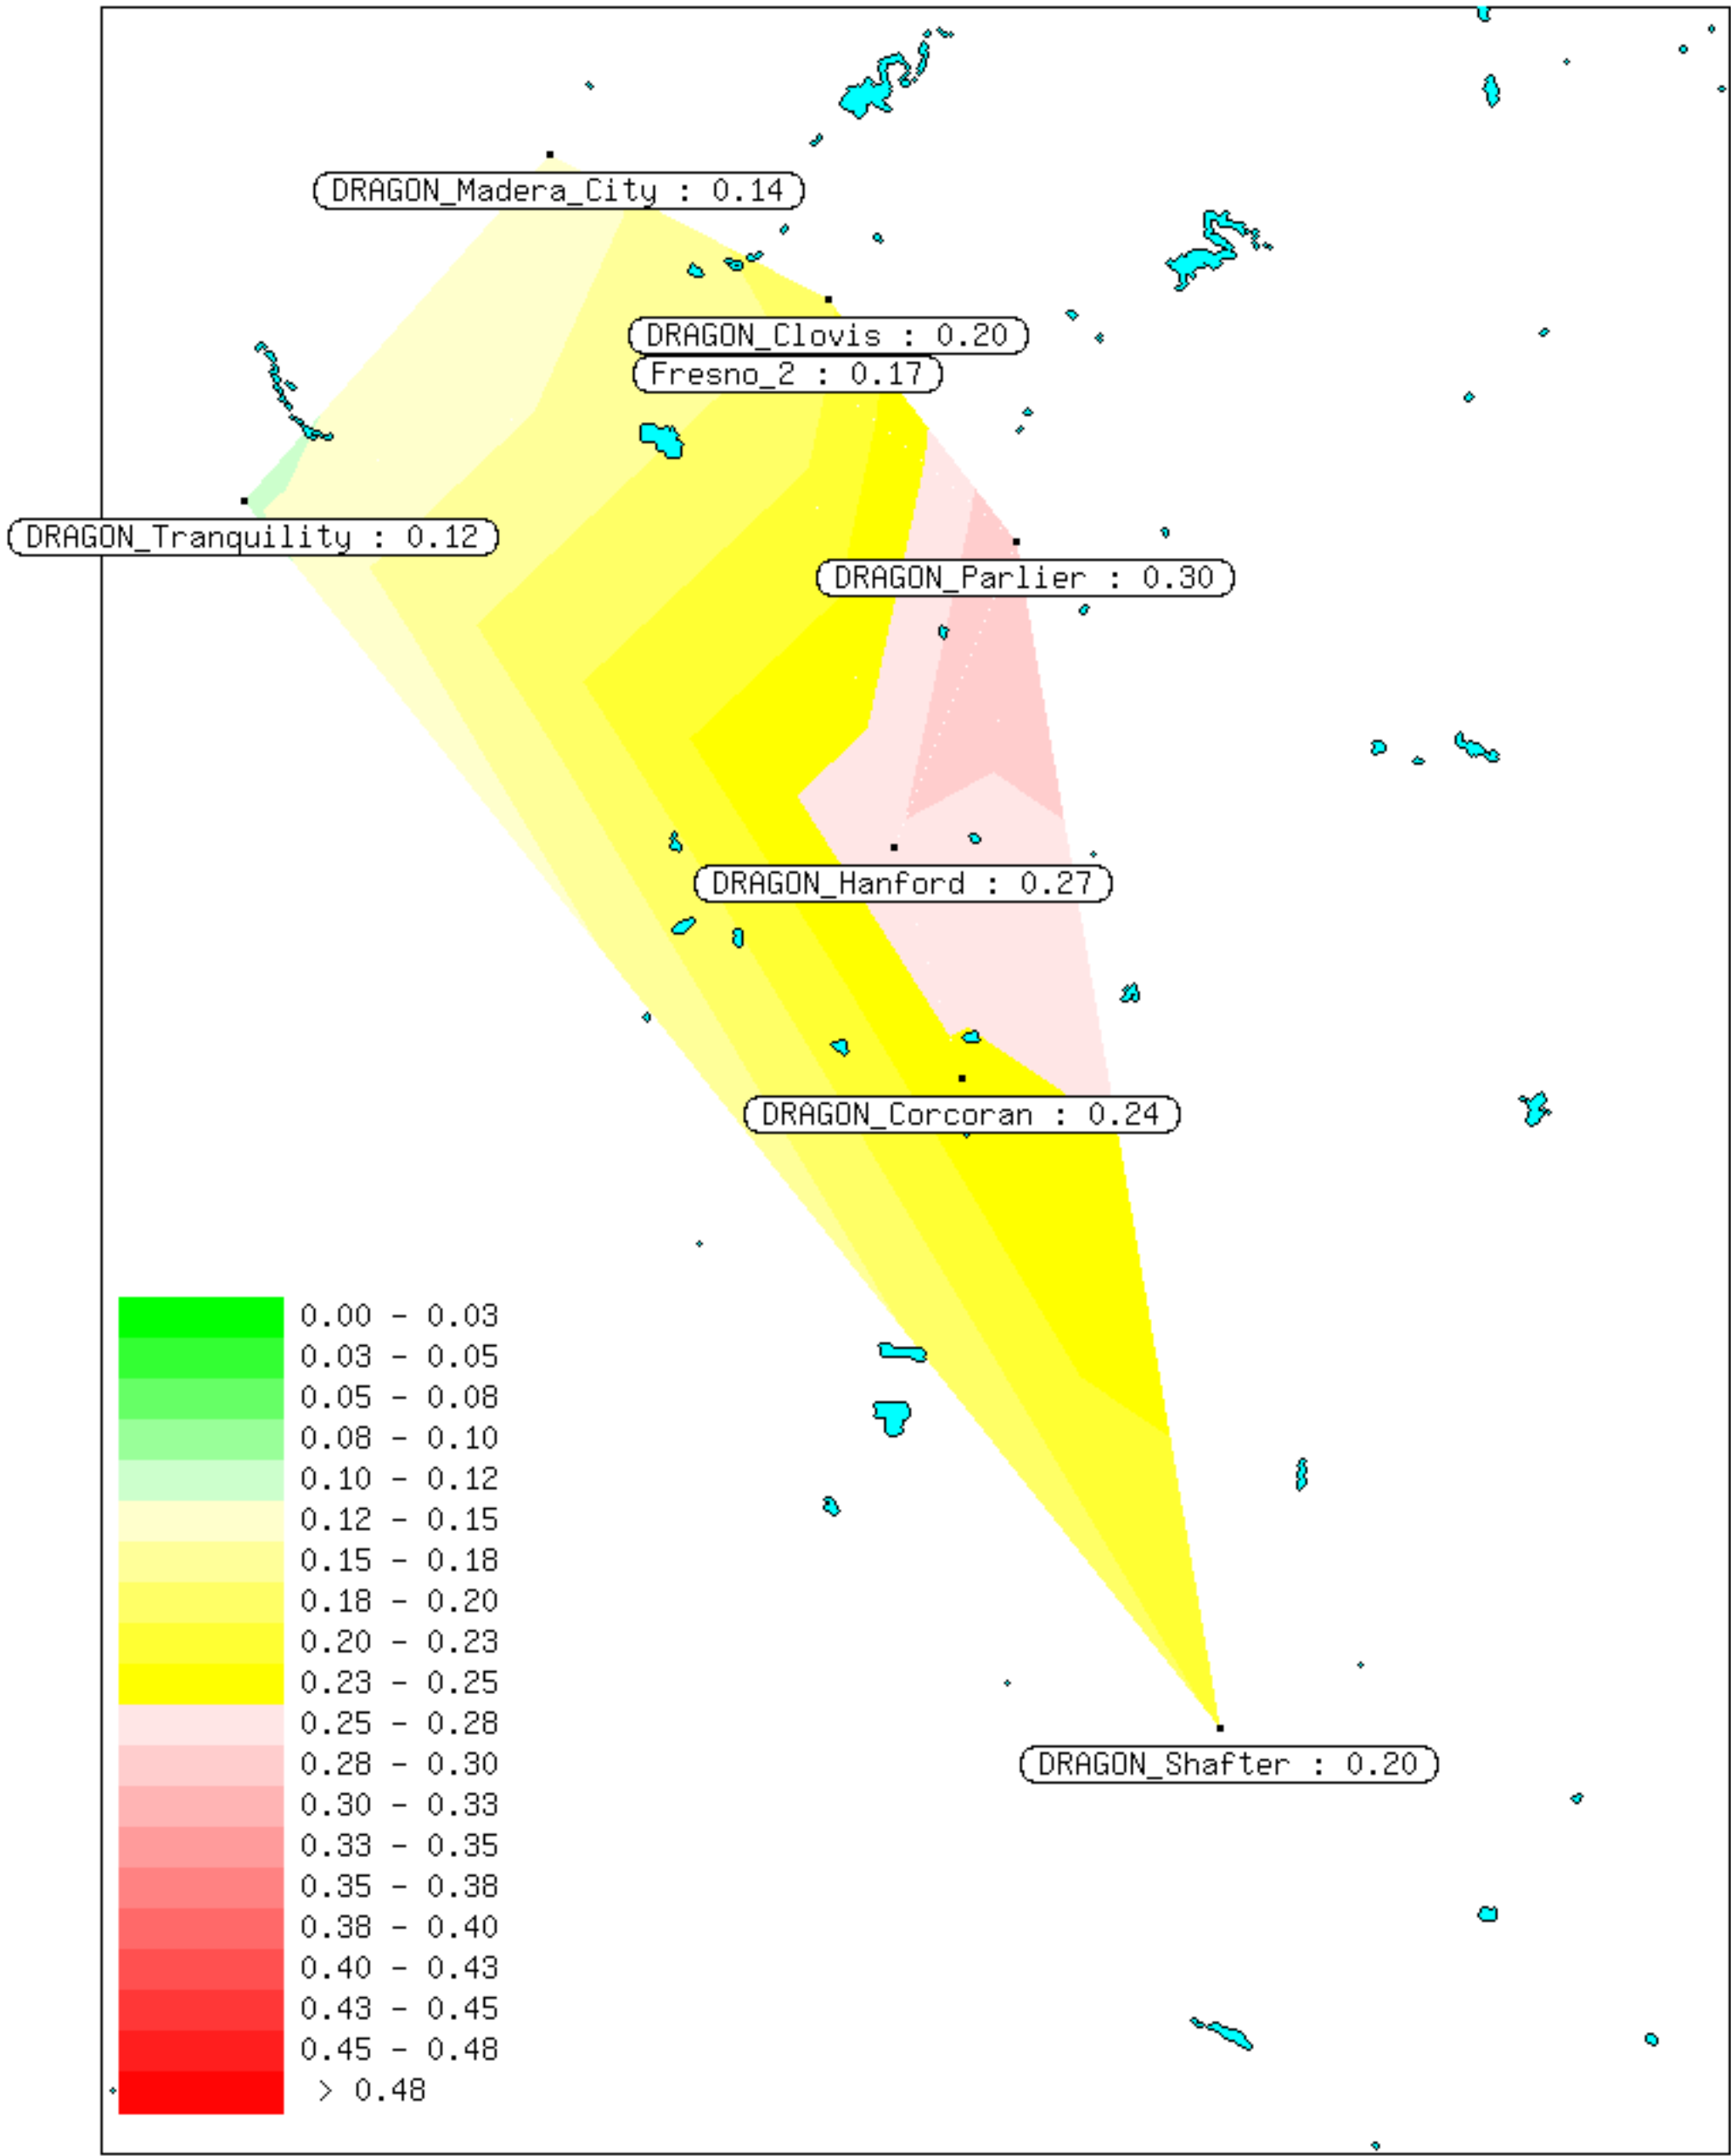 DRAGON_Madera_City : 0.14
DRAGON_Clovis : 0.20
Fresno_2 : 0.17
DRAGON_Tranquility : 0.12
DRAGON_Parlier : 0.30
DRAGON_Hanford : 0.27
DRAGON_Corcoran : 0.24
0.00 - 0.03
0.03 - 0.05
0.05 - 0.08
0.08 - 0.10
0.10 - 0.12
0.12 - 0.15
0.15 - 0.18
0.18 - 0.20
0.20 - 0.23
0.23 - 0.25
0.25 - 0.28
0.28 - 0.30
0.30 - 0.33
0.33 - 0.35
0.35 - 0.38
0.38 - 0.40
0.40 - 0.43
0.43 - 0.45
0.45 - 0.48
> 0.48
DRAGON_Shafter : 0.20